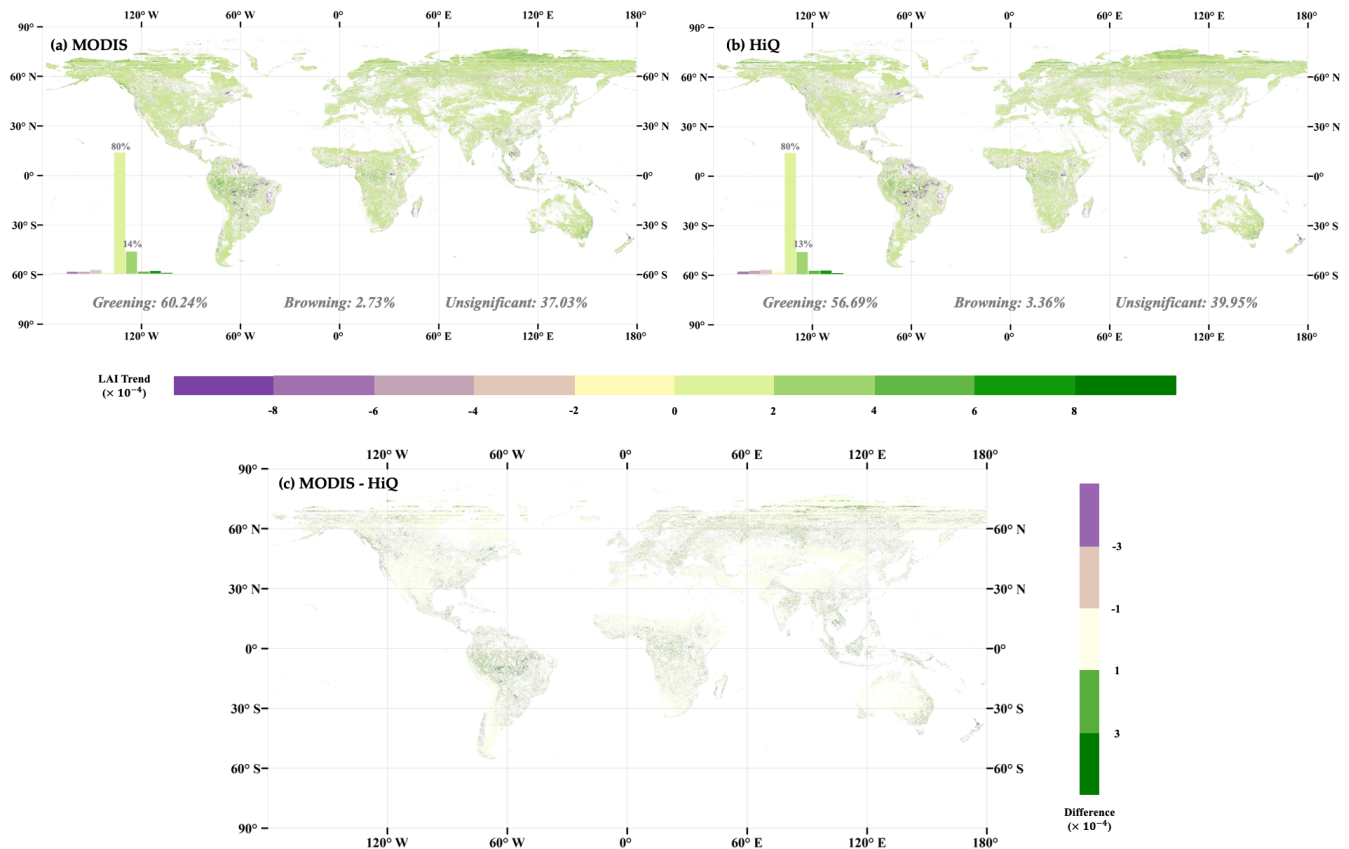 120° W 60° W 0° 60° E 120° E 180°
120° W 60° W 0° 60° E 120° E 180°
90°
90°
(a) MODIS
(b) HiQ
60° N
60° N
60° N
30° N
30° N
30° N
80%
80%
0°
0°
0°
30° S
30° S
30° S
14%
13%
60° S
60° S
60° S
Greening: 60.24% Browning: 2.73% Unsignificant: 37.03%
Greening: 56.69% Browning: 3.36% Unsignificant: 39.95%
90°
90°
120° W 60° W 0° 60° E 120° E 180°
120° W 60° W 0° 60° E 120° E 180°
LAI Trend
(× 10⁻⁴)
-8 -6 -4 -2 0 2 4 6 8
120° W 60° W 0° 60° E 120° E 180°
90°
(c) MODIS - HiQ
60° N
60° N
-3
30° N
30° N
-1
0°
0°
1
30° S
30° S
3
60° S
60° S
Difference
(× 10⁻⁴)
90°
120° W 60° W 0° 60° E 120° E 180°